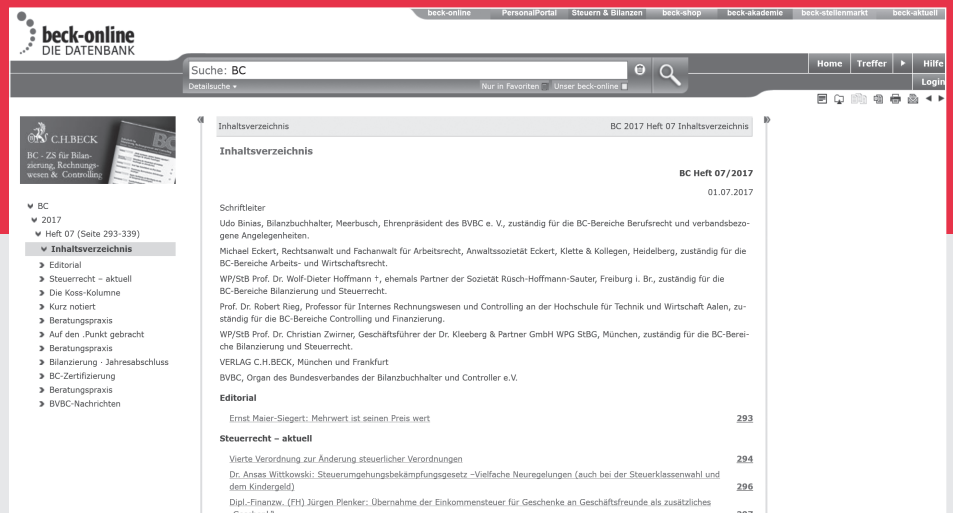 beck-online PersonalPortal Steuern & Bilanzen beck-shop beck-akademie beck-stellenmarkt beck-aktuell
beck-online
DIE DATENBANK
Home Treffer Hilfe
Suche: BC
Detailsuche Nur in Favoriten Unser beck-online
Login
C.H.BECK
BC - ZS für Bilan-
zierung, Rechnungs-
wesen & Controlling
BC
2017
Heft 07 (Seite 293-339)
Inhaltsverzeichnis
Editorial
Steuerrecht – aktuell
Die Koss-Kolumne
Kurz notiert
Beratungspraxis
Auf den .Punkt gebracht
Beratungspraxis
Bilanzierung · Jahresabschluss
BC-Zertifizierung
Beratungspraxis
BVBC-Nachrichten
Inhaltsverzeichnis BC 2017 Heft 07 Inhaltsverzeichnis
Inhaltsverzeichnis
BC Heft 07/2017
01.07.2017
Schriftleiter
Udo Binias, Bilanzbuchhalter, Meerbusch, Ehrenpräsident des BVBC e. V., zuständig für die BC-Bereiche Berufsrecht und verbandsbezo-
gene Angelegenheiten.
Michael Eckert, Rechtsanwalt und Fachanwalt für Arbeitsrecht, Anwaltssozietät Eckert, Klette & Kollegen, Heidelberg, zuständig für die
BC-Bereiche Arbeits- und Wirtschaftsrecht.
WP/StB Prof. Dr. Wolf-Dieter Hoffmann †, ehemals Partner der Sozietät Rüsch-Hoffmann-Sauter, Freiburg i. Br., zuständig für die
BC-Bereiche Bilanzierung und Steuerrecht.
Prof. Dr. Robert Rieg, Professor für Internes Rechnungswesen und Controlling an der Hochschule für Technik und Wirtschaft Aalen, zu-
ständig für die BC-Bereiche Controlling und Finanzierung.
WP/StB Prof. Dr. Christian Zwirner, Geschäftsführer der Dr. Kleeberg & Partner GmbH WPG StBG, München, zuständig für die BC-Berei-
che Bilanzierung und Steuerrecht.
VERLAG C.H.BECK, München und Frankfurt
BVBC, Organ des Bundesverbandes der Bilanzbuchhalter und Controller e.V.
Editorial
Ernst Maier-Siegert: Mehrwert ist seinen Preis wert 293
Steuerrecht – aktuell
Vierte Verordnung zur Änderung steuerlicher Verordnungen 294
Dr. Ansas Wittkowski: Steuerumgehungsbekämpfungsgesetz –Vielfache Neuregelungen (auch bei der Steuerklassenwahl und
dem Kindergeld) 296
Dipl.-Finanzw. (FH) Jürgen Plenker: Übernahme der Einkommensteuer für Geschenke an Geschäftsfreunde als zusätzliches